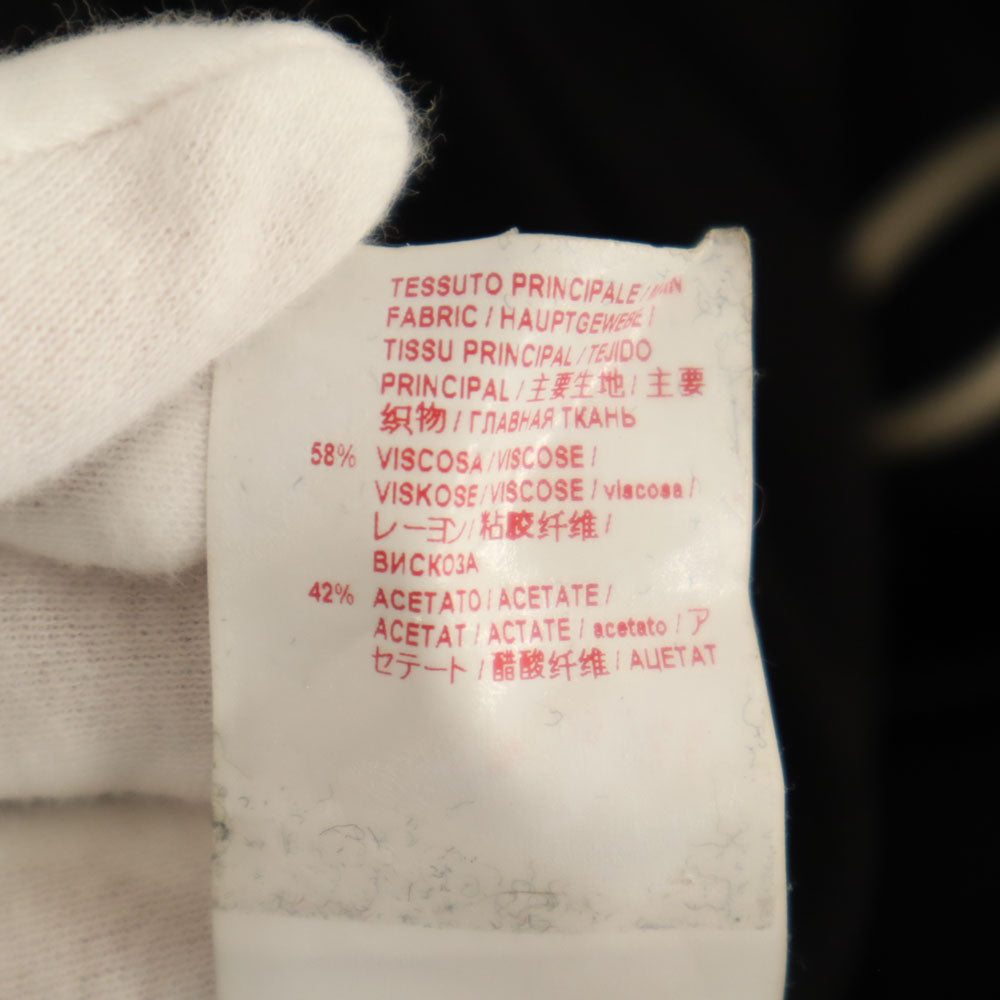 TESSUTO PRINCIPALE / MAIN
FABRIC / HAUPTGEWEBE /
TISSU PRINCIPAL / TEJIDO
PRINCIPAL / 主要生地 / 主要
织物 / ГЛАВНАЯ ТКАНЬ
58% VISCOSA / VISCOSE /
VISKOSE / VISCOSE / viscosa /
レーヨン / 粘胶纤维 /
ВИСКОЗА
42% ACETATO / ACETATE /
ACETAT / ACTATE / acetato / ア
セテート / 醋酸纤维 / АЦЕТАТ